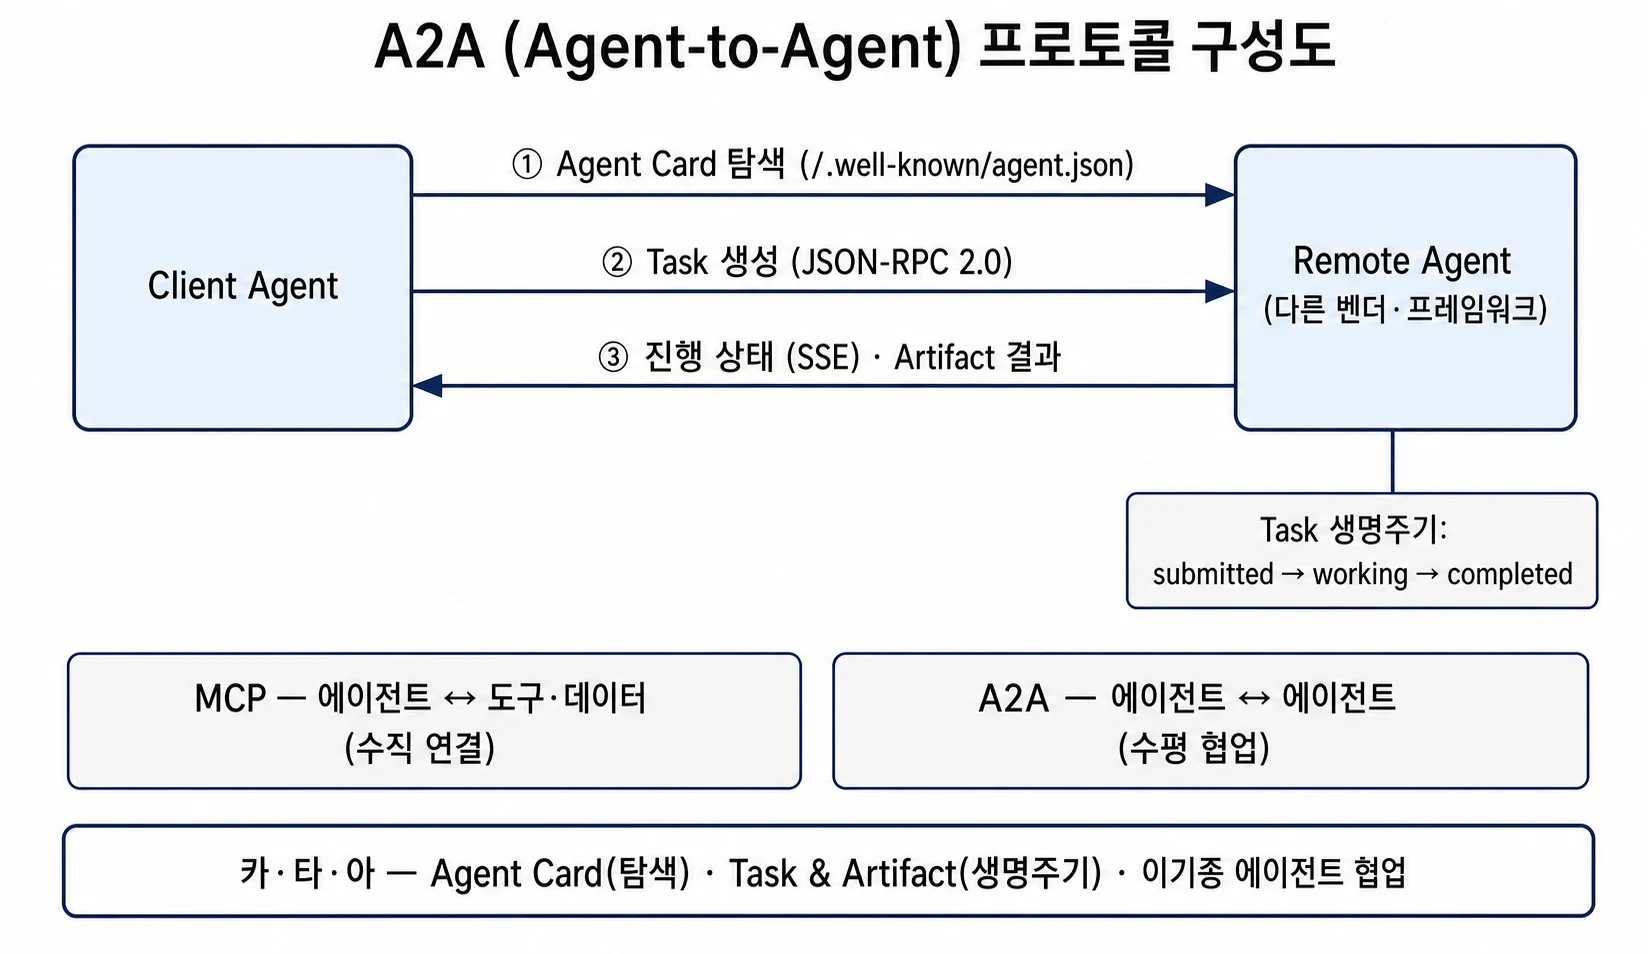 A2A (Agent-to-Agent) 프로토콜 구성도
① Agent Card 탐색 (/.well-known/agent.json)
② Task 생성 (JSON-RPC 2.0)
③ 진행 상태 (SSE) · Artifact 결과
Client Agent
Remote Agent
(다른 벤더·프레임워크)
Task 생명주기:
submitted → working → completed
MCP — 에이전트 ↔ 도구·데이터
(수직 연결)
A2A — 에이전트 ↔ 에이전트
(수평 협업)
카·타·아 — Agent Card(탐색) · Task & Artifact(생명주기) · 이기종 에이전트 협업